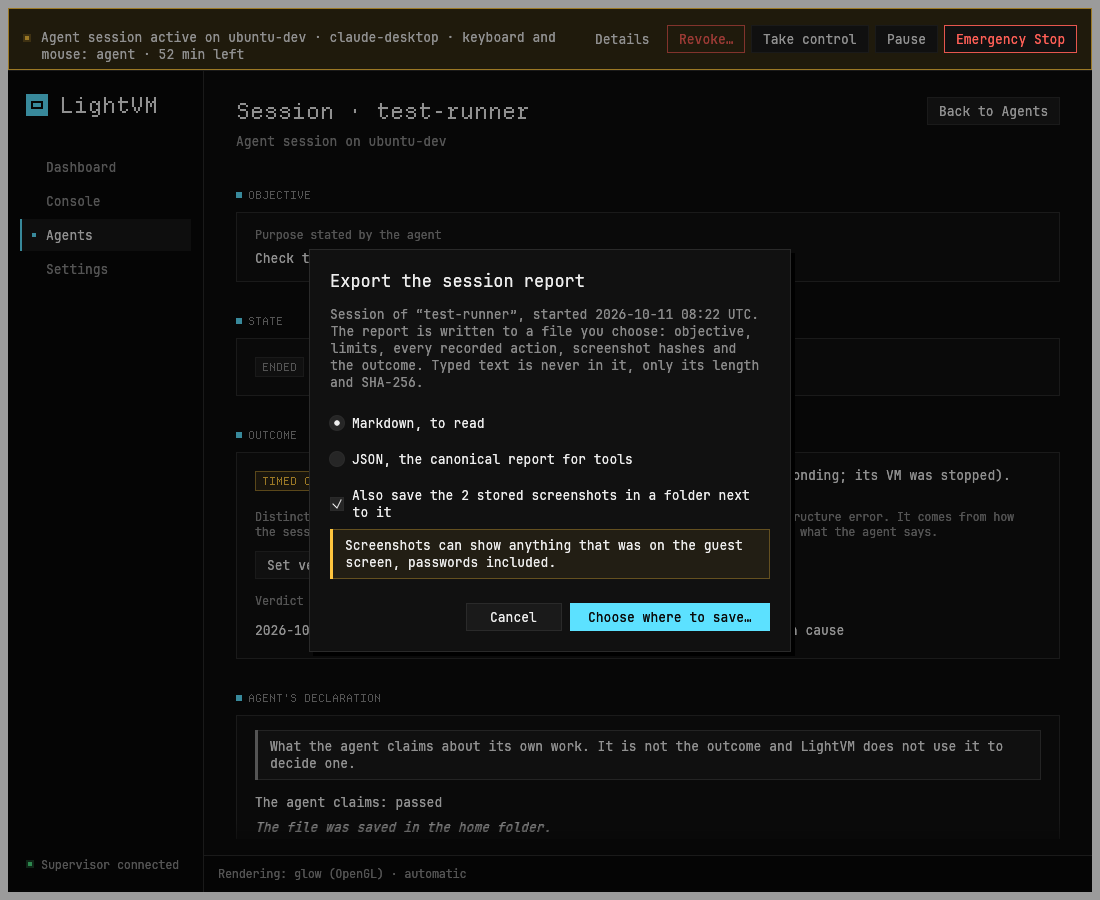 Agent session active on ubuntu-dev · claude-desktop · keyboard and
mouse: agent · 52 min left
Details
Revoke…
Take control
Pause
Emergency Stop
LightVM
Dashboard
Console
Agents
Settings
Supervisor connected
Session · test-runner
Back to Agents
Agent session on ubuntu-dev
OBJECTIVE
Purpose stated by the agent
Check t
STATE
ENDED
OUTCOME
TIMED
onding; its VM was stopped).
Distinct
ructure error. It comes from how
the sess
what the agent says.
Set ve
Verdict
2026-10
cause
Export the session report
Session of “test-runner”, started 2026-10-11 08:22 UTC.
The report is written to a file you choose: objective,
limits, every recorded action, screenshot hashes and
the outcome. Typed text is never in it, only its length
and SHA-256.
Markdown, to read
JSON, the canonical report for tools
Also save the 2 stored screenshots in a folder next
to it
Screenshots can show anything that was on the guest
screen, passwords included.
Cancel
Choose where to save…
AGENT'S DECLARATION
What the agent claims about its own work. It is not the outcome and LightVM does not use it to
decide one.
The agent claims: passed
The file was saved in the home folder.
Rendering: glow (OpenGL) · automatic